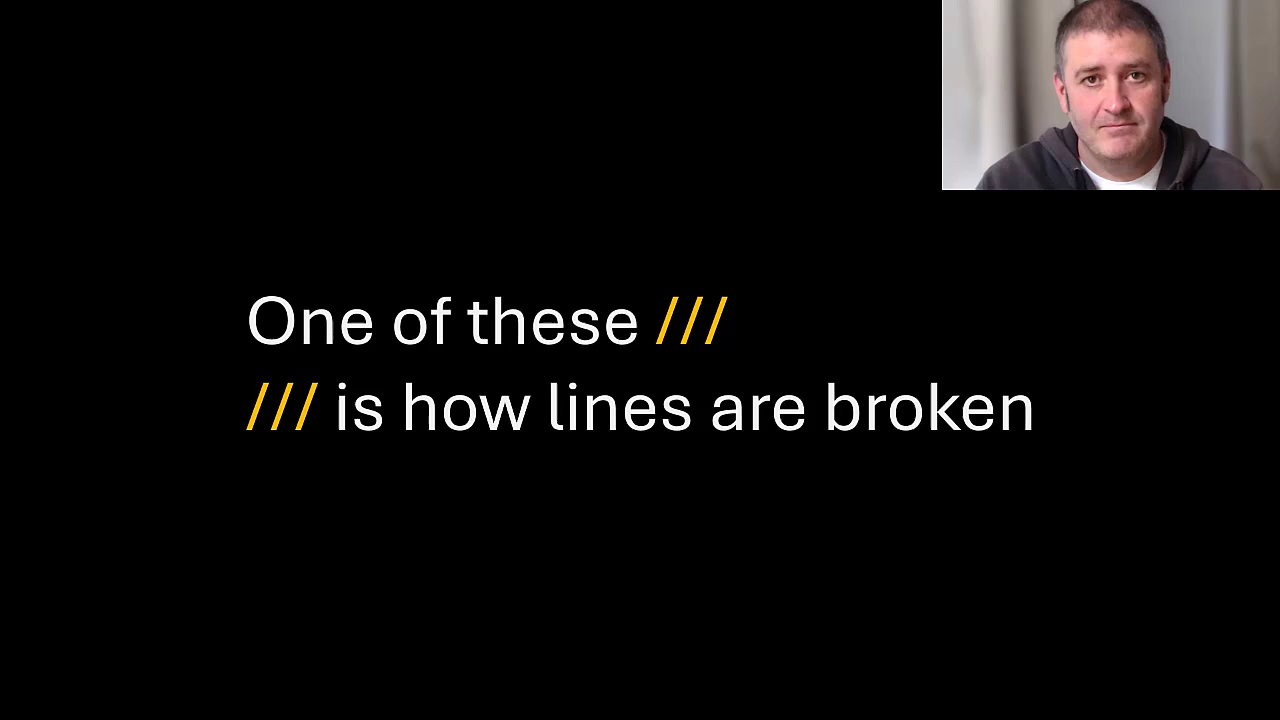 One of these ///
/// is how lines are broken